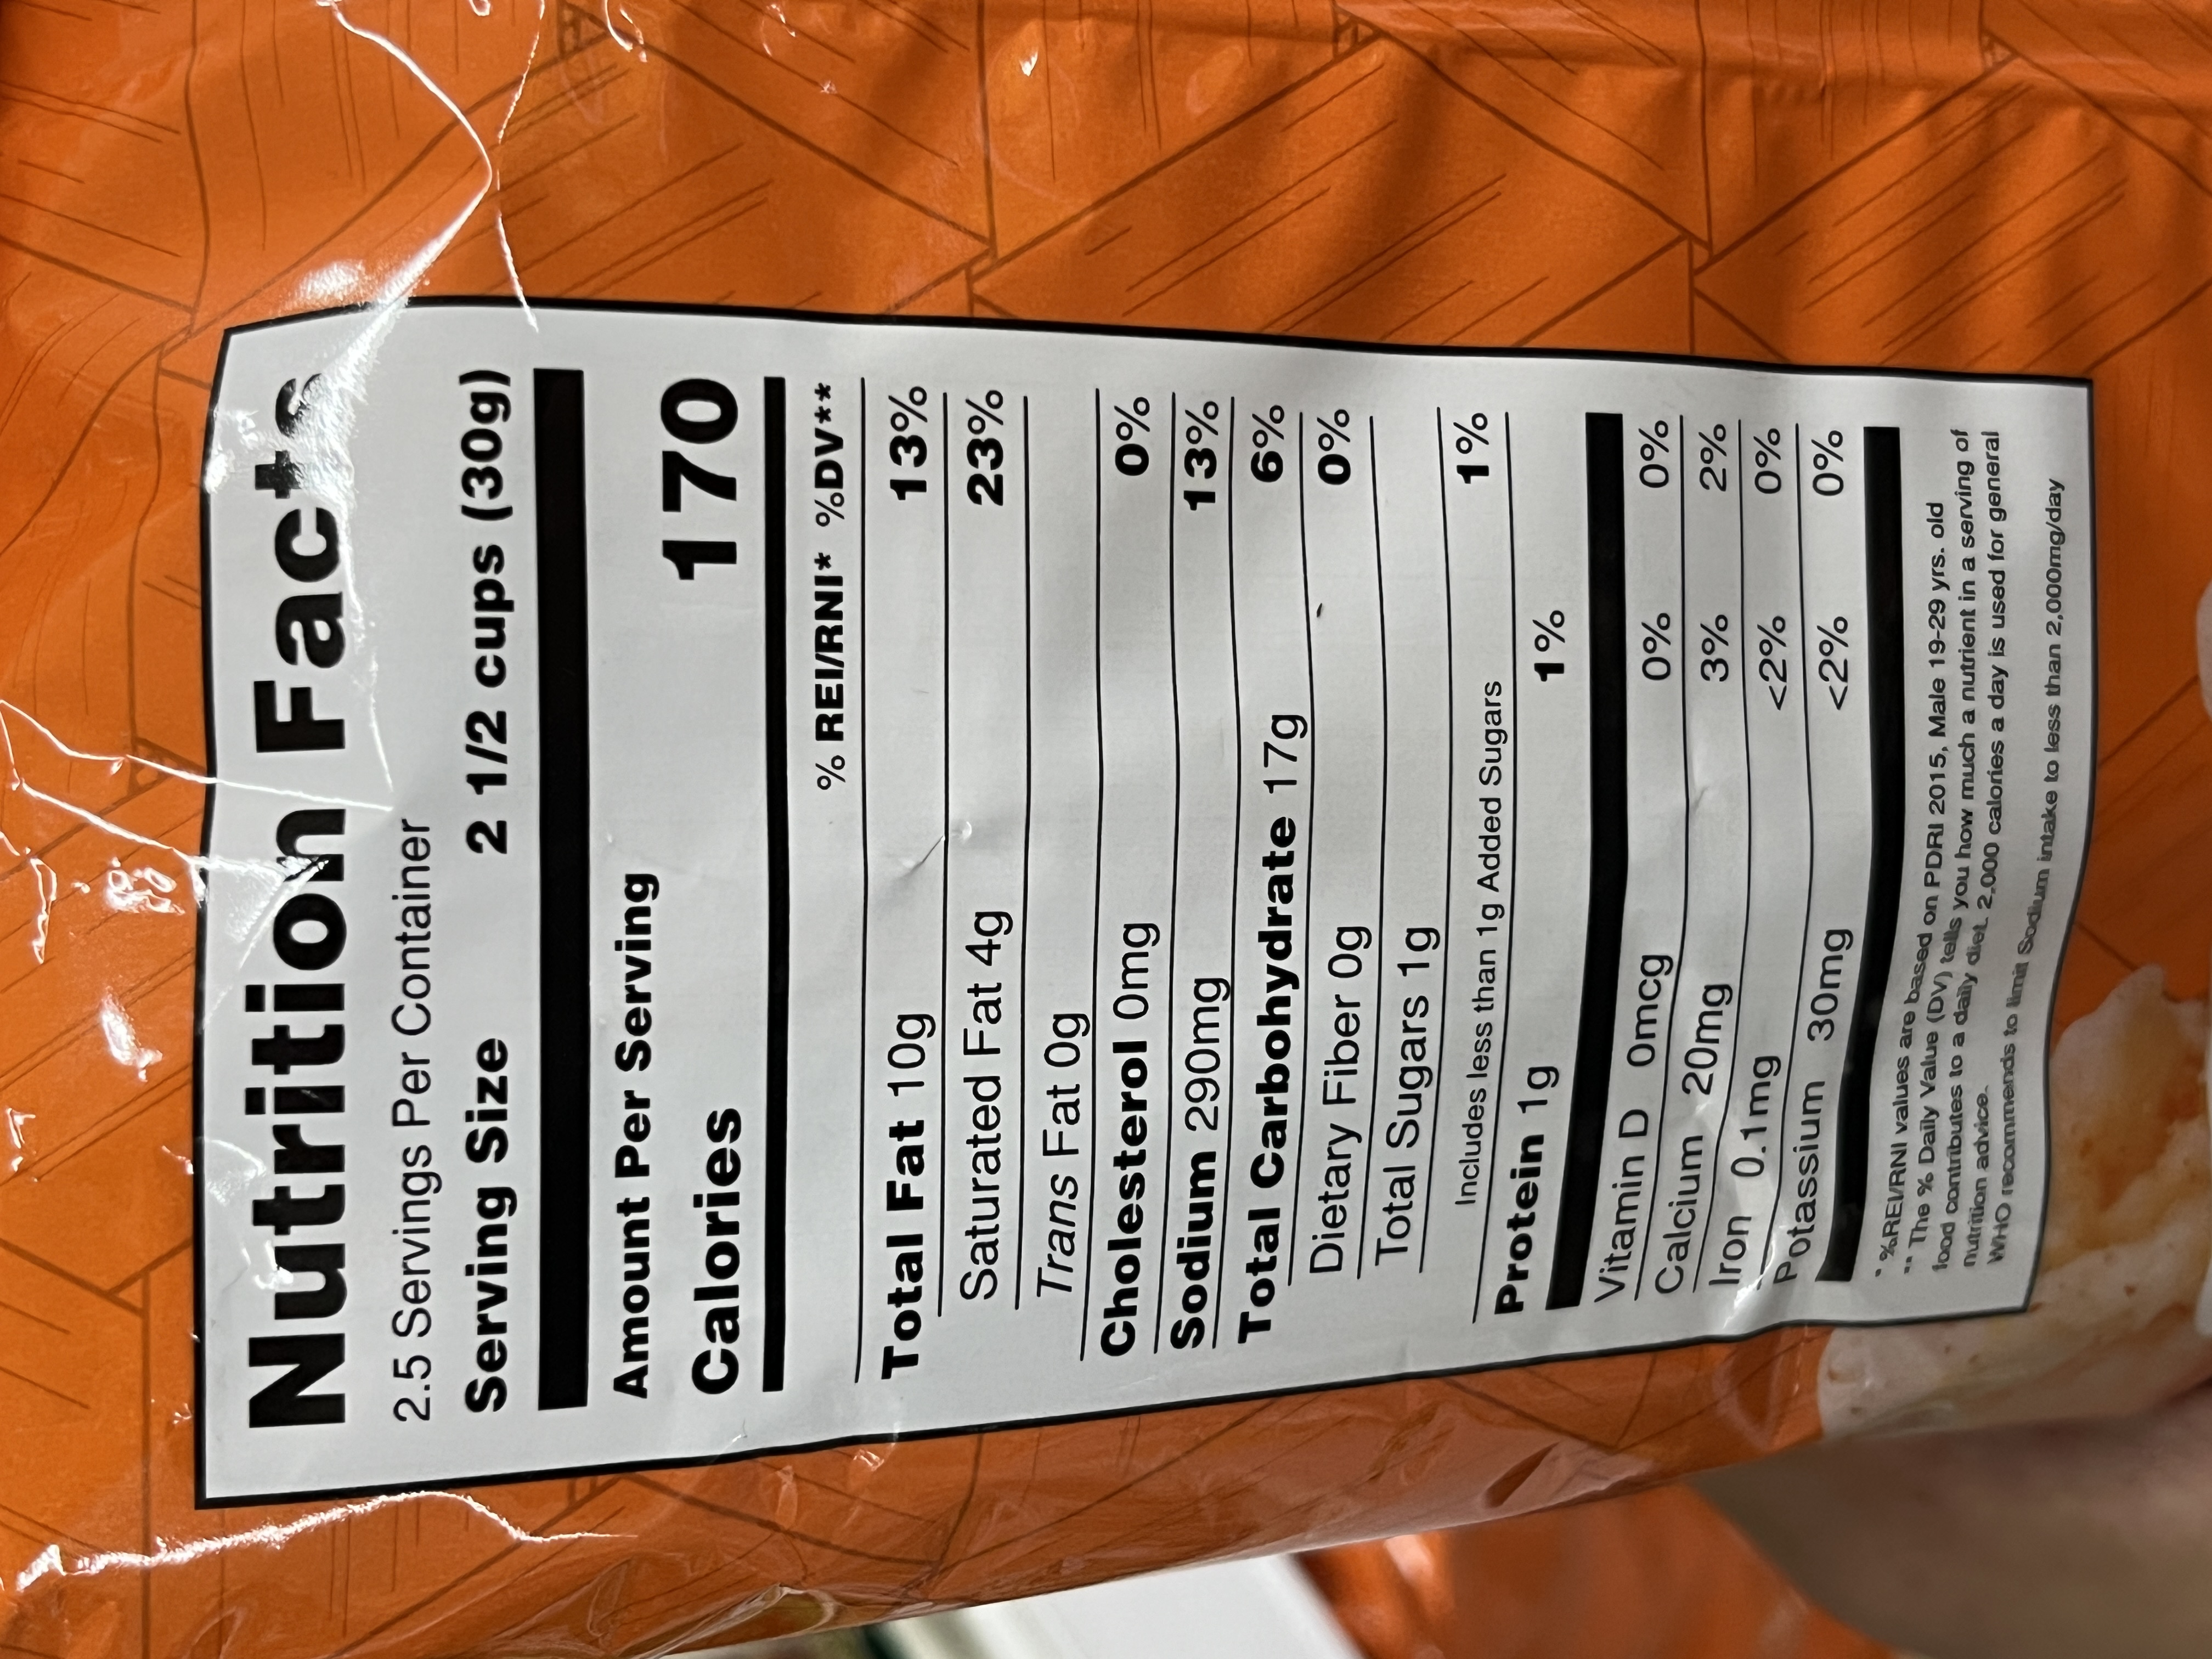 Nutrition Facts
2.5 Servings Per Container
Serving Size 2 1/2 cups (30g)
Amount Per Serving
Calories 170
% REI/RNI* %DV**
Total Fat 10g 13%
Saturated Fat 4g 23%
Trans Fat 0g
Cholesterol 0mg 0%
Sodium 290mg 13%
Total Carbohydrate 17g 6%
Dietary Fiber 0g 0%
Total Sugars 1g
Includes less than 1g Added Sugars 1%
Protein 1g 1%
Vitamin D 0mcg 0% 0%
Calcium 20mg 3% 2%
Iron 0.1mg <2% 0%
Potassium 30mg <2% 0%
* %REI/RNI values are based on PDRI 2015, Male 19-29 yrs. old
** The % Daily Value (DV) tells you how much a nutrient in a serving of
food contributes to a daily diet. 2,000 calories a day is used for general
nutrition advice.
WHO recommends to limit Sodium intake to less than 2,000mg/day